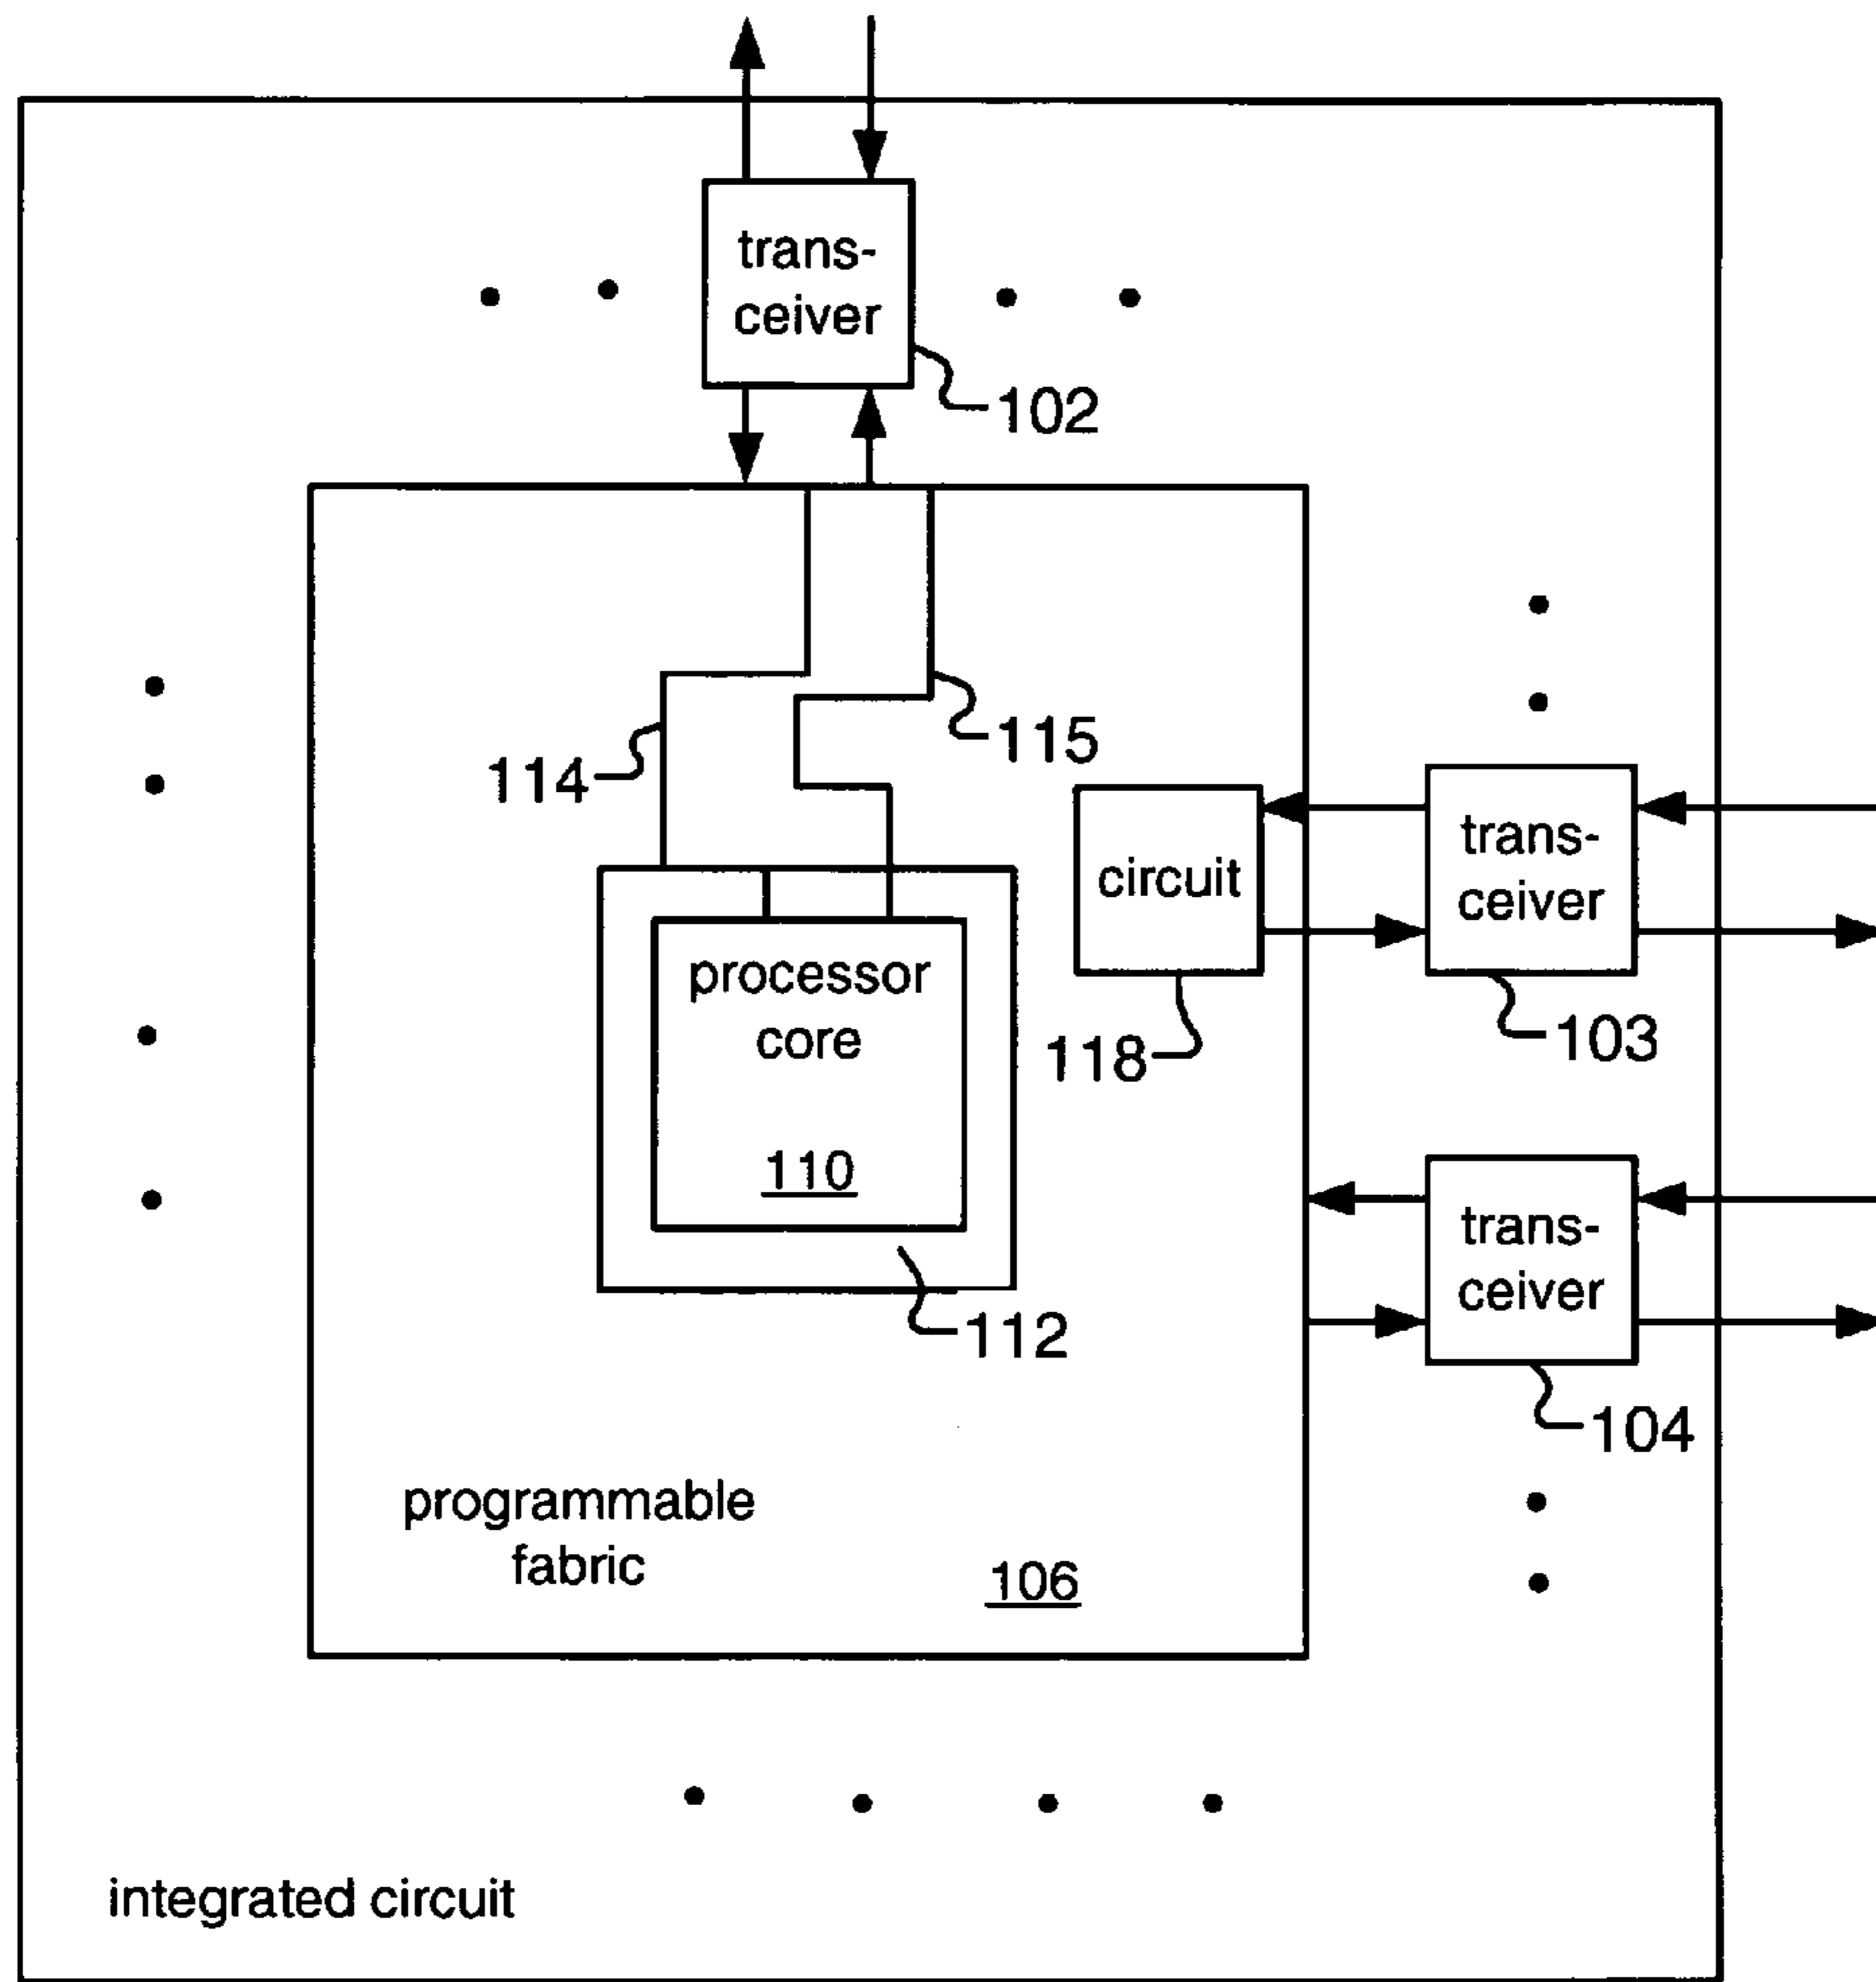 trans-
ceiver
102
114
115
circuit
trans-
ceiver
processor
core
110
118
103
112
trans-
ceiver
104
programmable
fabric
106
integrated circuit